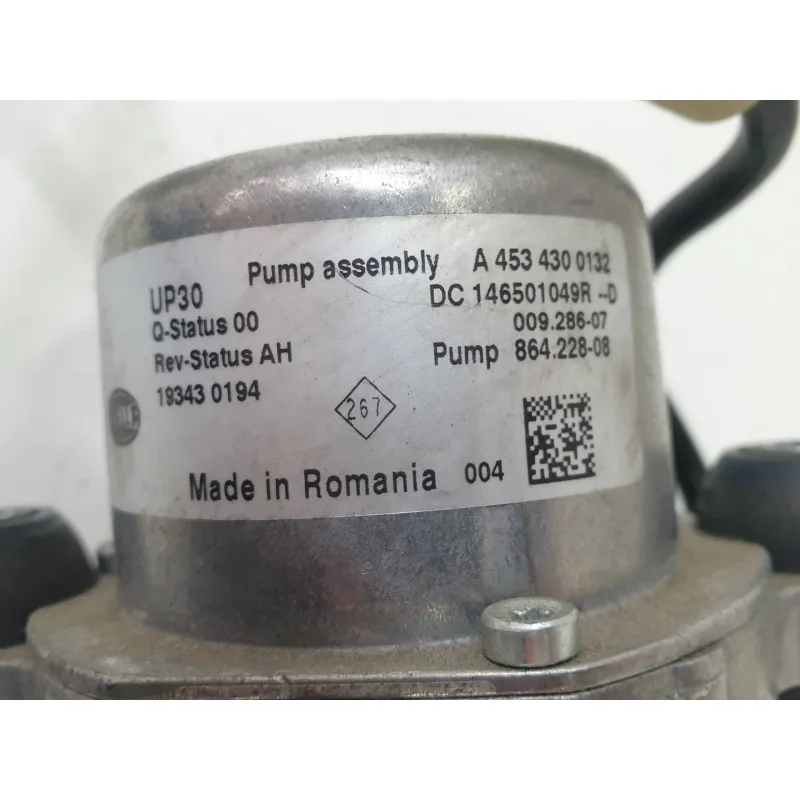 UP30 Pump assembly A 453 430 0132
Q-Status 00 DC 146501049R --D
Rev-Status AH 009.286-07
19343 0194 Pump 864.228-08
267
Made in Romania 004